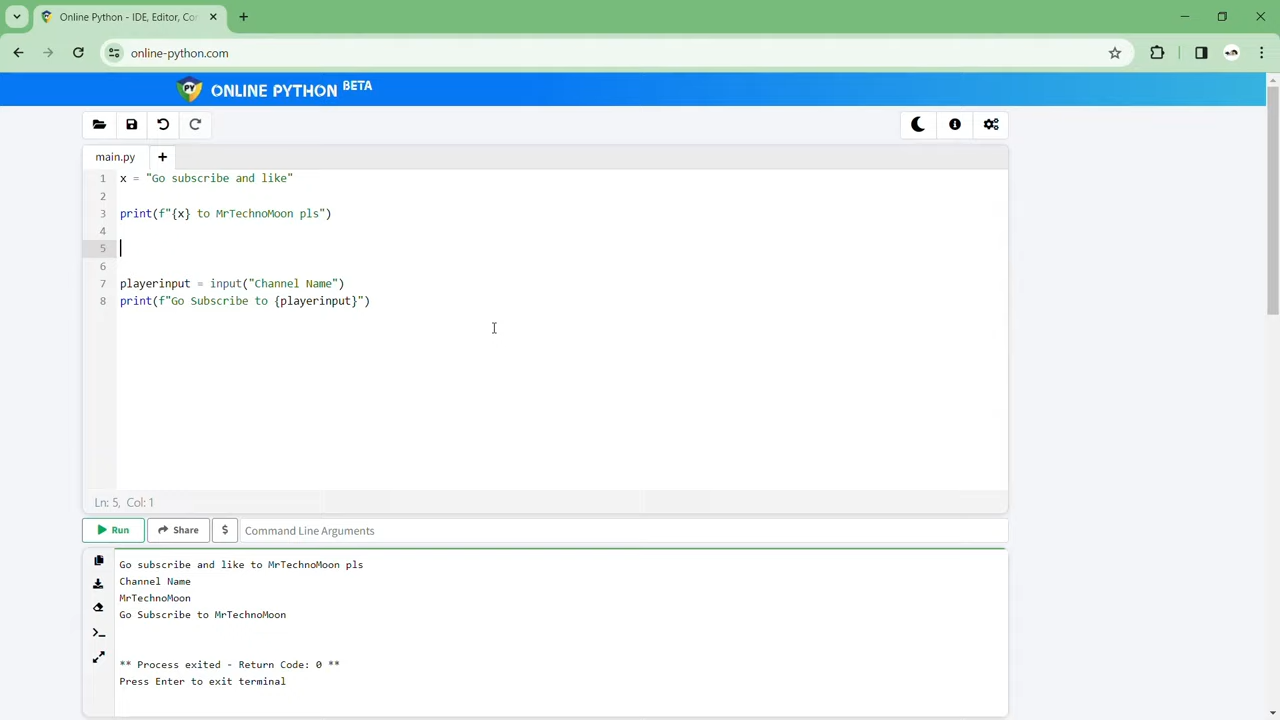 Online Python - IDE, Editor, Co
online-python.com
PY ONLINE PYTHON BETA
main.py
1 x = "Go subscribe and like"
2
3 print(f"{x} to MrTechnoMoon pls")
4
5
6
7 playerinput = input("Channel Name")
8 print(f"Go Subscribe to {playerinput}")
Ln: 5, Col: 1
Run Share $ Command Line Arguments
Go subscribe and like to MrTechnoMoon pls
Channel Name
MrTechnoMoon
Go Subscribe to MrTechnoMoon
** Process exited - Return Code: 0 **
Press Enter to exit terminal